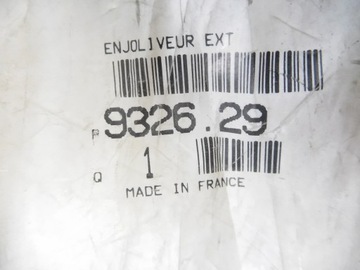 ENJOLIVEUR EXT
P 9326.29
Q 1
MADE IN FRANCE